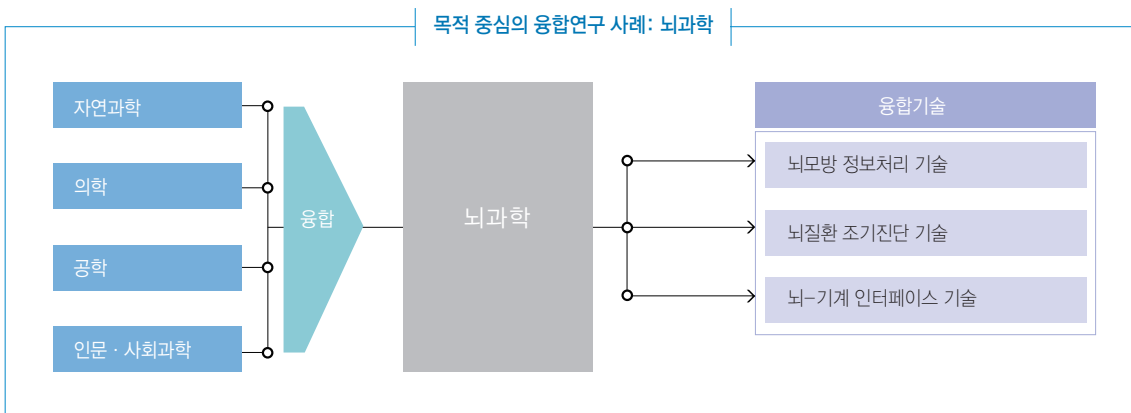 목적 중심의 융합연구 사례: 뇌과학
자연과학
의학
공학
인문 · 사회과학
융합
뇌과학
융합기술
뇌모방 정보처리 기술
뇌질환 조기진단 기술
뇌-기계 인터페이스 기술